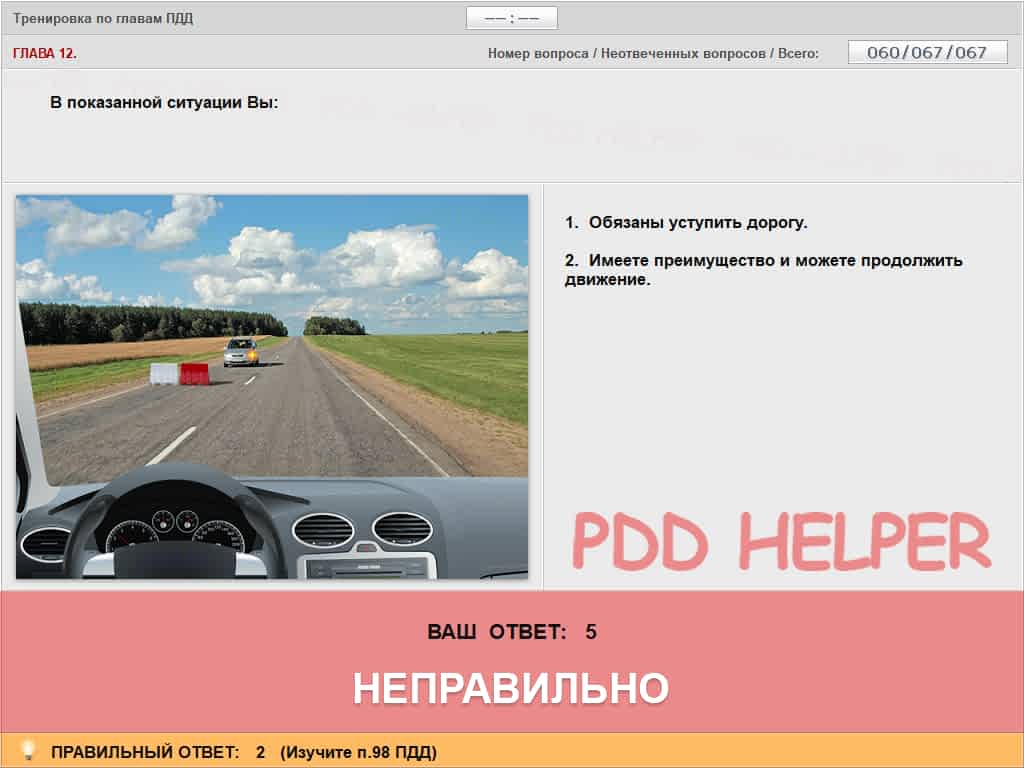 Тренировка по главам ПДД
–– : ––
ГЛАВА 12.
Номер вопроса / Неотвеченных вопросов / Всего:
060/067/067
В показанной ситуации Вы:
1. Обязаны уступить дорогу.
2. Имеете преимущество и можете продолжить
движение.
PDD HELPER
ВАШ ОТВЕТ: 5
НЕПРАВИЛЬНО
ПРАВИЛЬНЫЙ ОТВЕТ: 2 (Изучите п.98 ПДД)